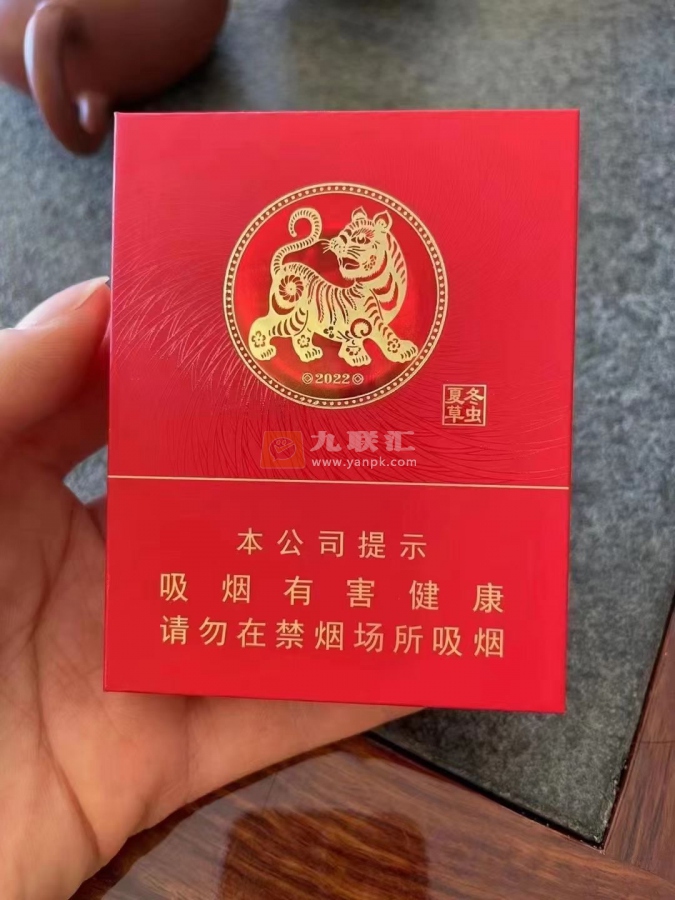 2022
冬虫
夏草
九联汇
www.yanpk.com
本公司提示
吸烟有害健康
请勿在禁烟场所吸烟